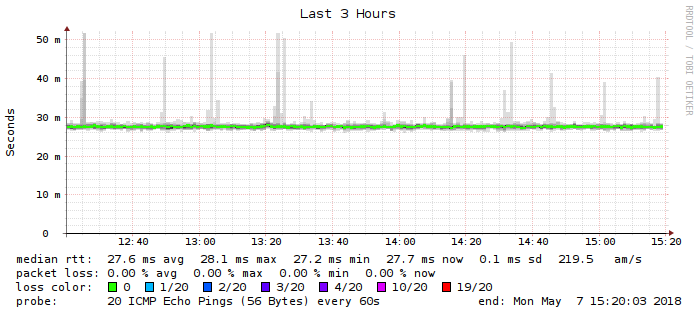 Last 3 Hours
RRDTOOL / TOBI OETIKER
Seconds
50 m
40 m
30 m
20 m
10 m
0
12:40 13:00 13:20 13:40 14:00 14:20 14:40 15:00 15:20
median rtt: 27.6 ms avg 28.1 ms max 27.2 ms min 27.7 ms now 0.1 ms sd 219.5 am/s
packet loss: 0.00 % avg 0.00 % max 0.00 % min 0.00 % now
loss color: 0 1/20 2/20 3/20 4/20 10/20 19/20
probe: 20 ICMP Echo Pings (56 Bytes) every 60s end: Mon May 7 15:20:03 2018